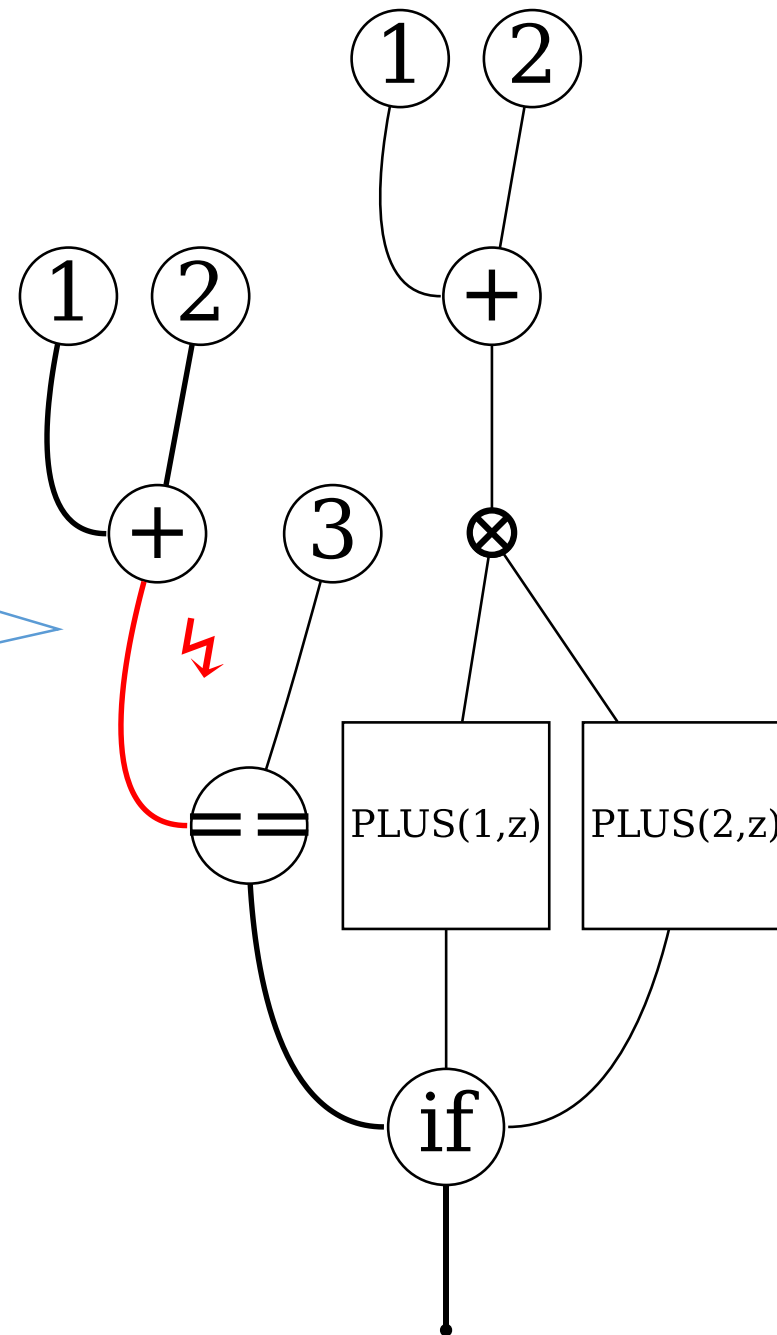 1 2
1 2 +
+ 3 ⊗
↯
== PLUS(1,z) PLUS(2,z)
if